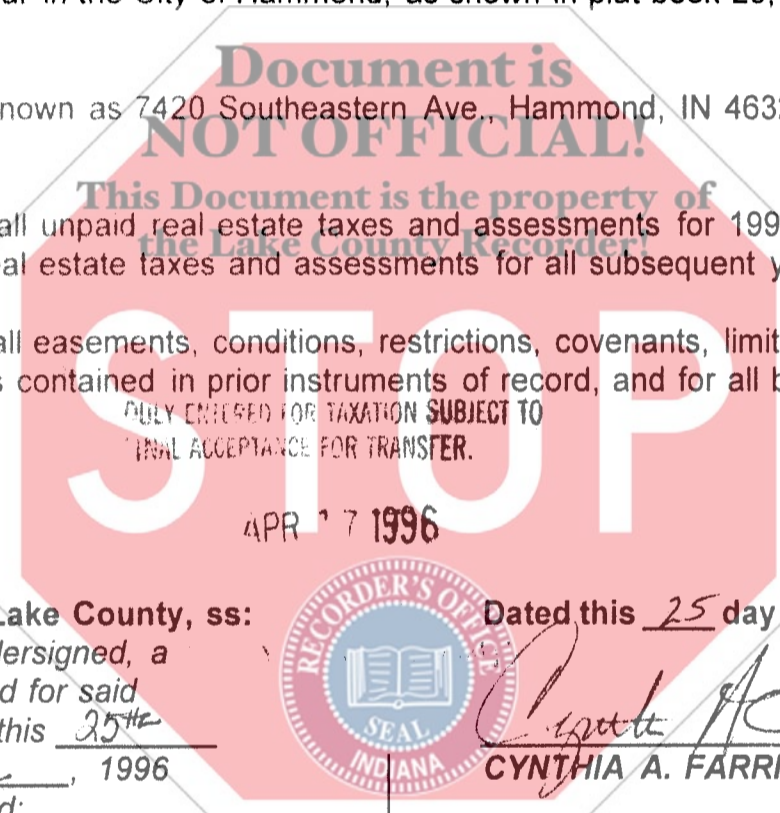 the City of Hammond, as shown in plat book
Document is
nown as 7420 Southeastern Ave., Hammond, IN 463
NOT OFFICIAL!
This Document is the property of
all unpaid real estate taxes and assessments for 199
the Lake County Recorder!
eal estate taxes and assessments for all subsequent y
STOP
all easements, conditions, restrictions, covenants, limit
s contained in prior instruments of record, and for all b
DULY ENTERED FOR TAXATION SUBJECT TO
FINAL ACCEPTANCE FOR TRANSFER.
APR 17 1996
Lake County, ss:
Dated this 25 day
dersigned, a
d for said
this 25th
, 1996
CYNTHIA A. FARR
RECORDER'S OFFICE
SEAL
INDIANA